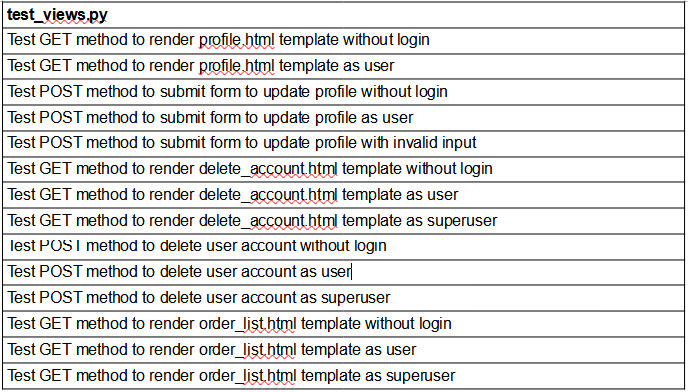 test_views.py
Test GET method to render profile.html template without login
Test GET method to render profile.html template as user
Test POST method to submit form to update profile without login
Test POST method to submit form to update profile as user
Test POST method to submit form to update profile with invalid input
Test GET method to render delete_account.html template without login
Test GET method to render delete_account.html template as user
Test GET method to render delete_account.html template as superuser
Test POST method to delete user account without login
Test POST method to delete user account as user
Test POST method to delete user account as superuser
Test GET method to render order_list.html template without login
Test GET method to render order_list.html template as user
Test GET method to render order_list.html template as superuser